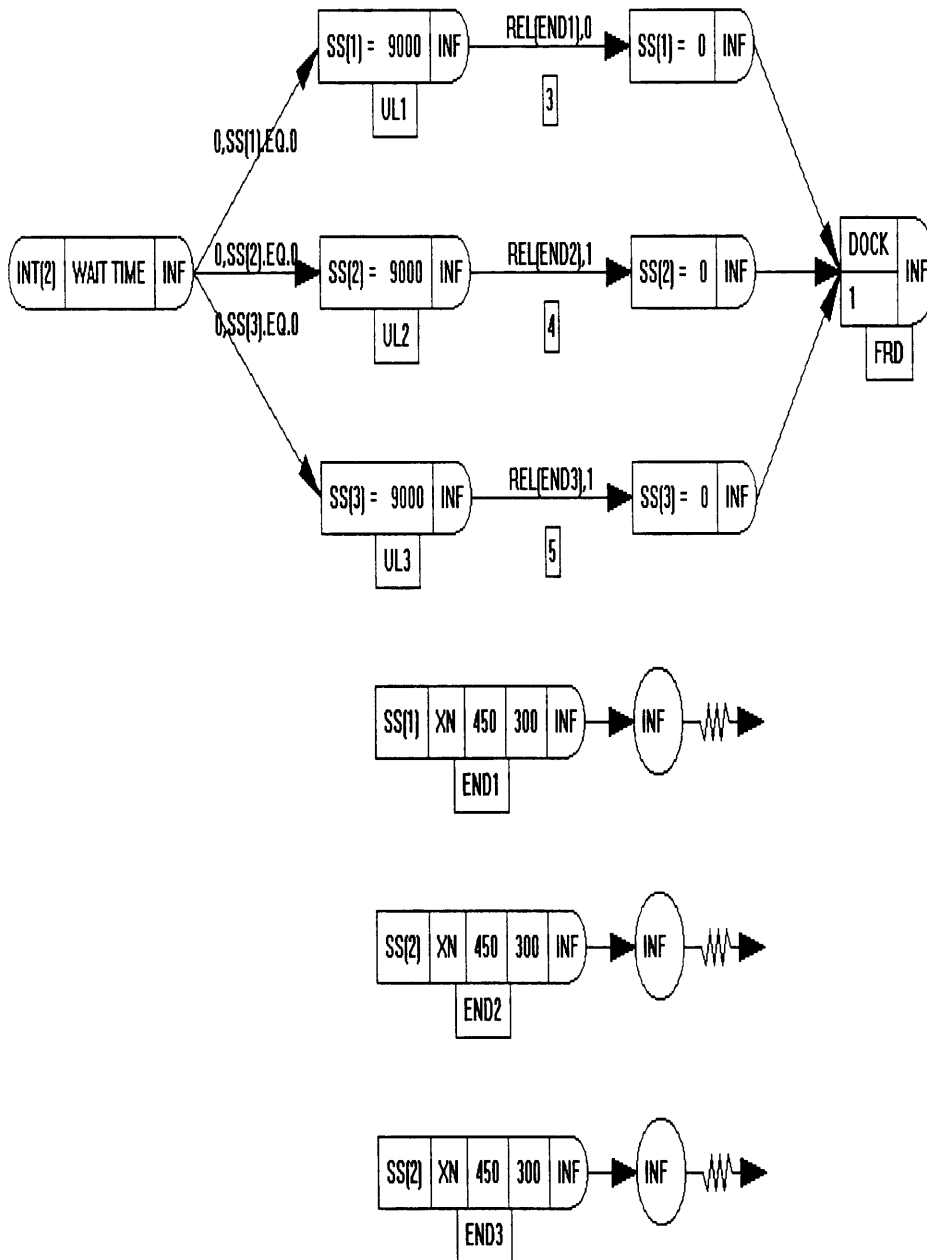 SS(1) = 9000 INF
REL(END1),0
SS(1) = 0 INF
UL1
3
0,SS(1).EQ.0
INT(2) WAIT TIME INF
0,SS(2).EQ.0
SS(2) = 9000 INF
REL(END2),1
SS(2) = 0 INF
DOCK
1
INF
FRD
UL2
4
0,SS(3).EQ.0
SS(3) = 9000 INF
REL(END3),1
SS(3) = 0 INF
UL3
5
SS(1) XN 450 300 INF
INF
END1
SS(2) XN 450 300 INF
INF
END2
SS(2) XN 450 300 INF
INF
END3